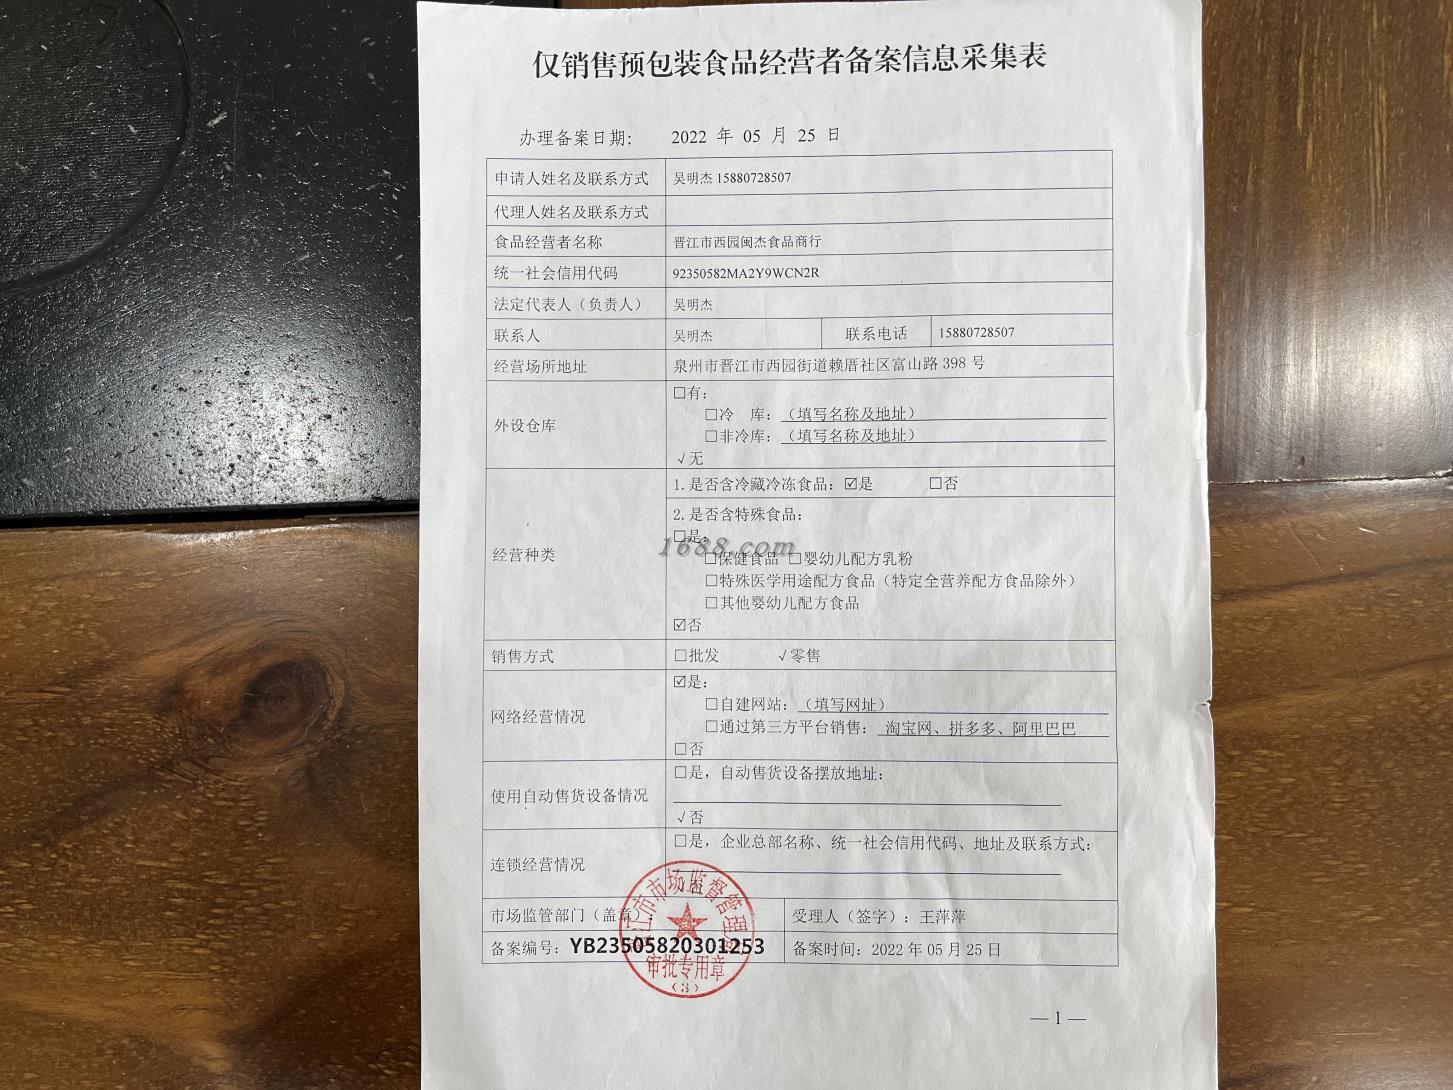 仅销售预包装食品经营者备案信息采集表
办理备案日期: 2022 年 05 月 25 日
申请人姓名及联系方式 吴明杰 15880728507
代理人姓名及联系方式
食品经营者名称 晋江市西园闽杰食品商行
统一社会信用代码 92350582MA2Y9WCN2R
法定代表人（负责人） 吴明杰
联系人 吴明杰 联系电话 15880728507
经营场所地址 泉州市晋江市西园街道赖厝社区富山路 398 号
外设仓库
□有:
□冷 库: （填写名称及地址）
□非冷库: （填写名称及地址）
√无
经营种类
1. 是否含冷藏冷冻食品: ☑是 □否
2. 是否含特殊食品:
□是:
1688.com
□保健食品 □婴幼儿配方乳粉
□特殊医学用途配方食品（特定全营养配方食品除外）
□其他婴幼儿配方食品
☑否
销售方式 □批发 √零售
网络经营情况
☑是:
□自建网站: （填写网址）
□通过第三方平台销售: 淘宝网、拼多多、阿里巴巴
□否
使用自动售货设备情况
□是，自动售货设备摆放地址:
√否
连锁经营情况
□是，企业总部名称、统一社会信用代码、地址及联系方式:
市场监管部门（盖章）: 受理人（签字）: 王萍萍
备案编号: YB23505820301253 备案时间: 2022 年 05 月 25 日
江市市场监督管理局
审批专用章
（3）
— 1 —